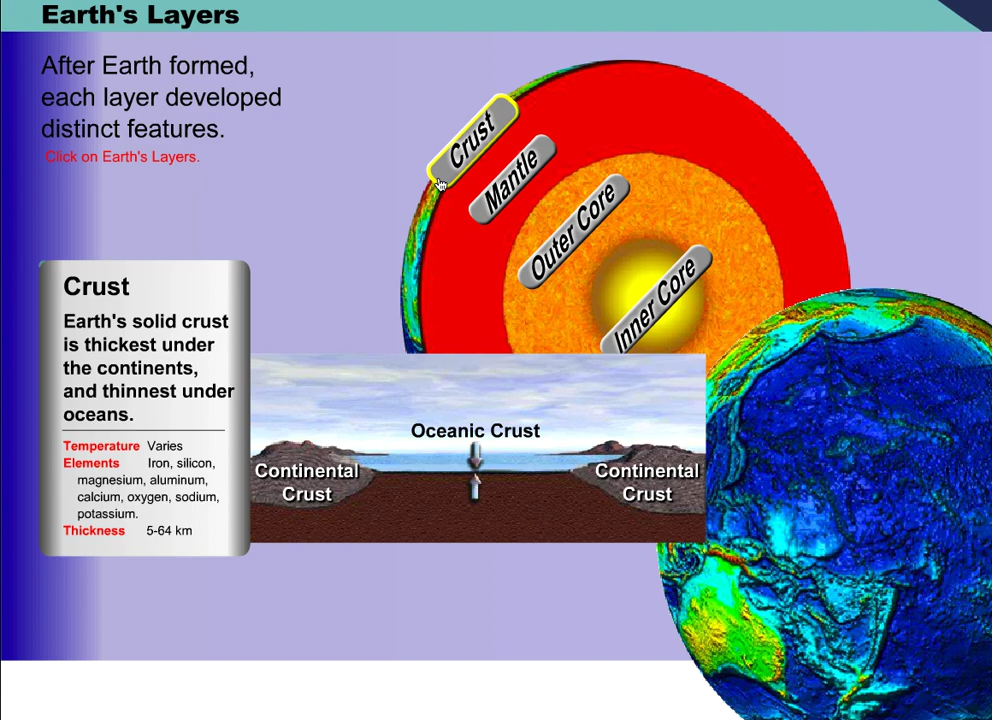 Earth's Layers
After Earth formed,
each layer developed
distinct features.
Click on Earth's Layers.
Crust
Mantle
Outer Core
Inner Core
Crust
Earth's solid crust
is thickest under
the continents,
and thinnest under
oceans.
Temperature Varies
Elements Iron, silicon,
magnesium, aluminum,
calcium, oxygen, sodium,
potassium.
Thickness 5-64 km
Oceanic Crust
Continental
Crust
Continental
Crust